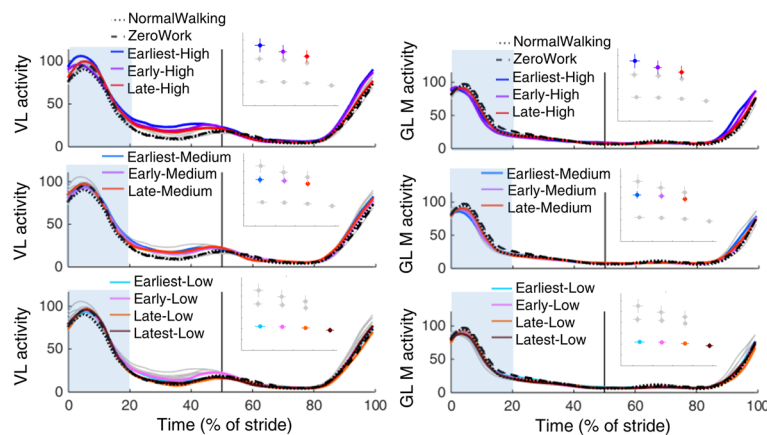 NormalWalking
ZeroWork
Earliest-High
Early-High
Late-High
VL activity
100
50
0
Earliest-Medium
Early-Medium
Late-Medium
VL activity
100
50
0
Earliest-Low
Early-Low
Late-Low
Latest-Low
VL activity
100
50
0
0 20 40 60 80 100
Time (% of stride)
NormalWalking
ZeroWork
Earliest-High
Early-High
Late-High
GL M activity
100
50
0
Earliest-Medium
Early-Medium
Late-Medium
GL M activity
100
50
0
Earliest-Low
Early-Low
Late-Low
Latest-Low
GL M activity
100
50
0
0 20 40 60 80 100
Time (% of stride)